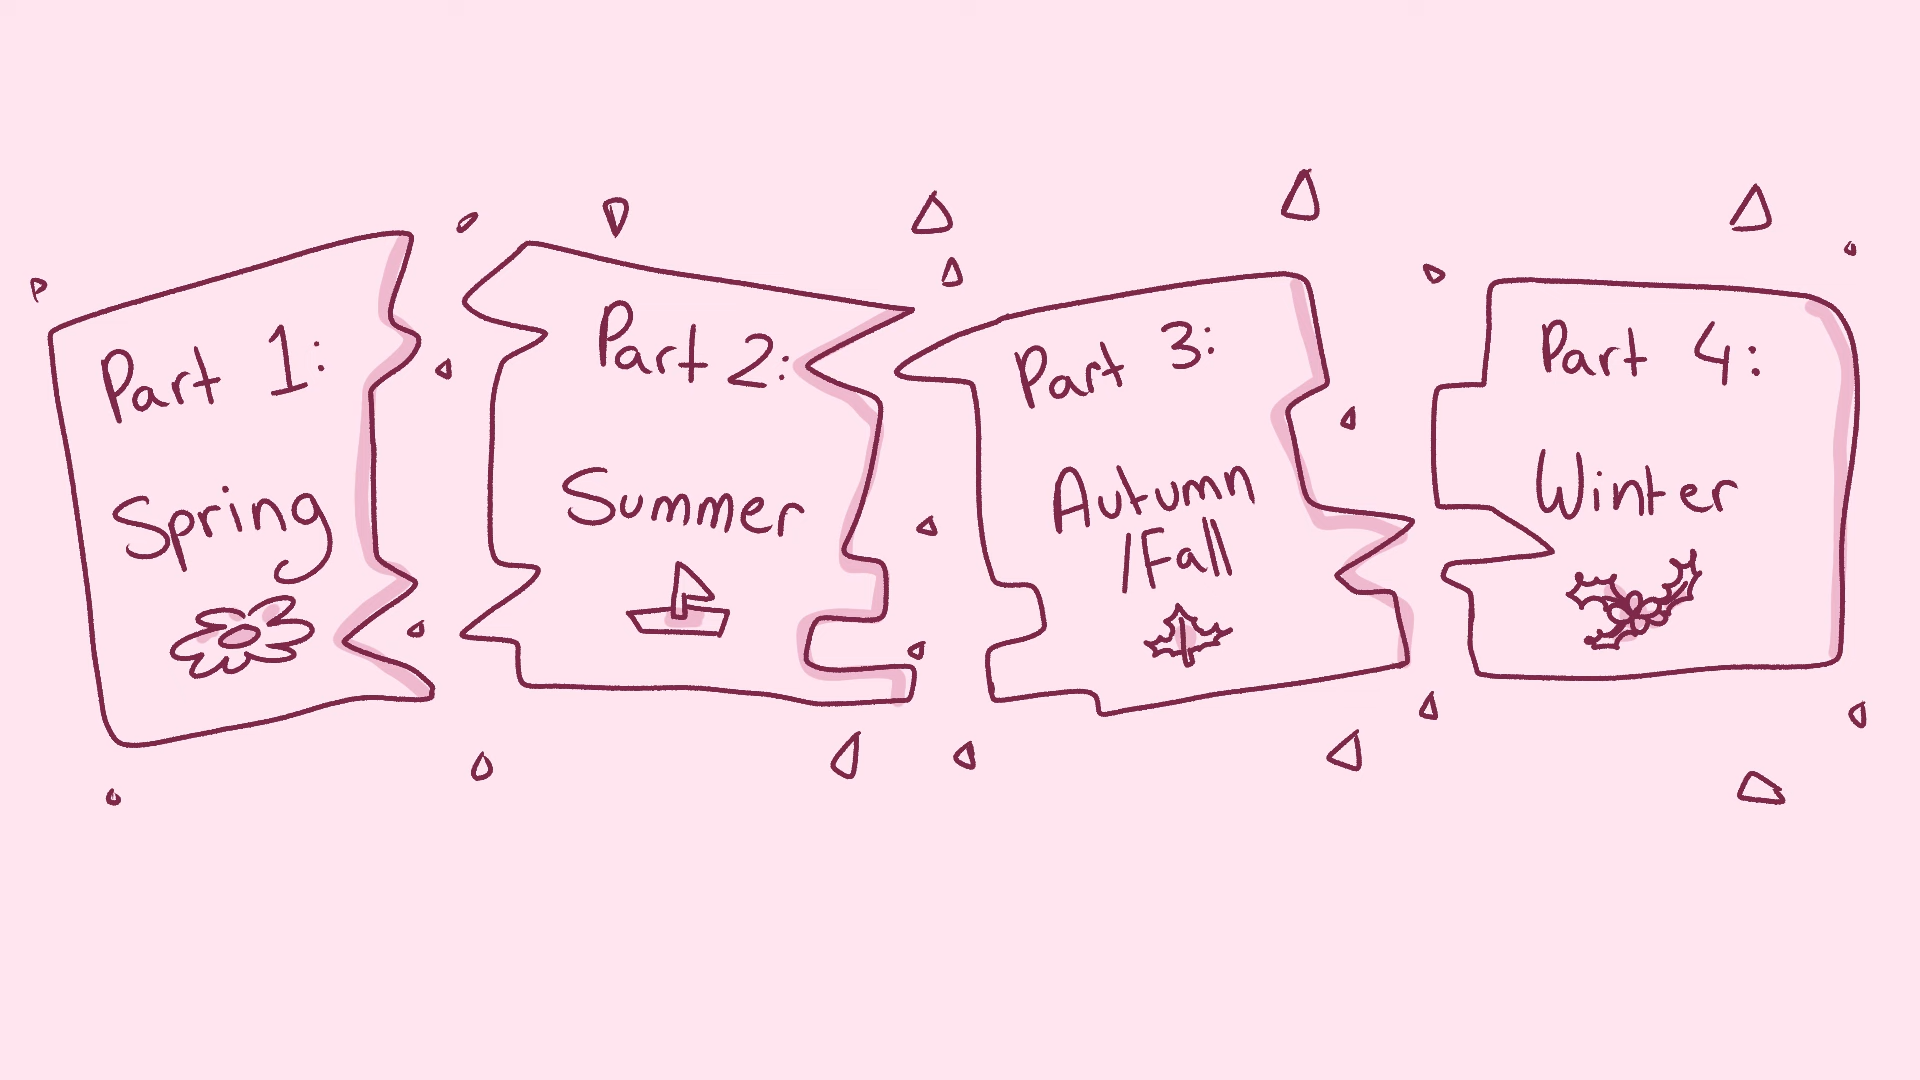 Part 1:
Spring
Part 2:
Summer
Part 3:
Autumn
/Fall
Part 4:
Winter